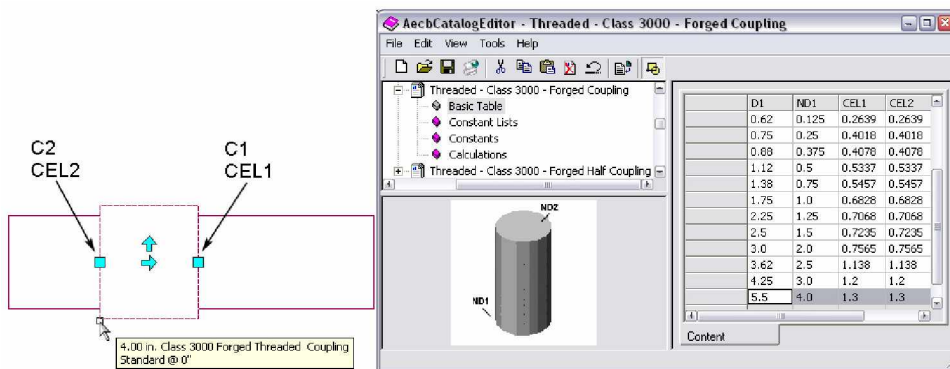 C2
CEL2
C1
CEL1
4.00 in. Class 3000 Forged Threaded Coupling
Standard @ 0"
AecbCatalogEditor - Threaded - Class 3000 - Forged Coupling
File Edit View Tools Help
Threaded - Class 3000 - Forged Coupling
Basic Table
Constant Lists
Constants
Calculations
Threaded - Class 3000 - Forged Half Coupling
ND2
ND1
D1 ND1 CEL1 CEL2
0.62 0.125 0.2639 0.2639
0.75 0.25 0.4018 0.4018
0.88 0.375 0.4078 0.4078
1.12 0.5 0.5337 0.5337
1.38 0.75 0.5457 0.5457
1.75 1.0 0.6828 0.6828
2.25 1.25 0.7068 0.7068
2.5 1.5 0.7235 0.7235
3.0 2.0 0.7565 0.7565
3.62 2.5 1.138 1.138
4.25 3.0 1.2 1.2
5.5 4.0 1.3 1.3
Content